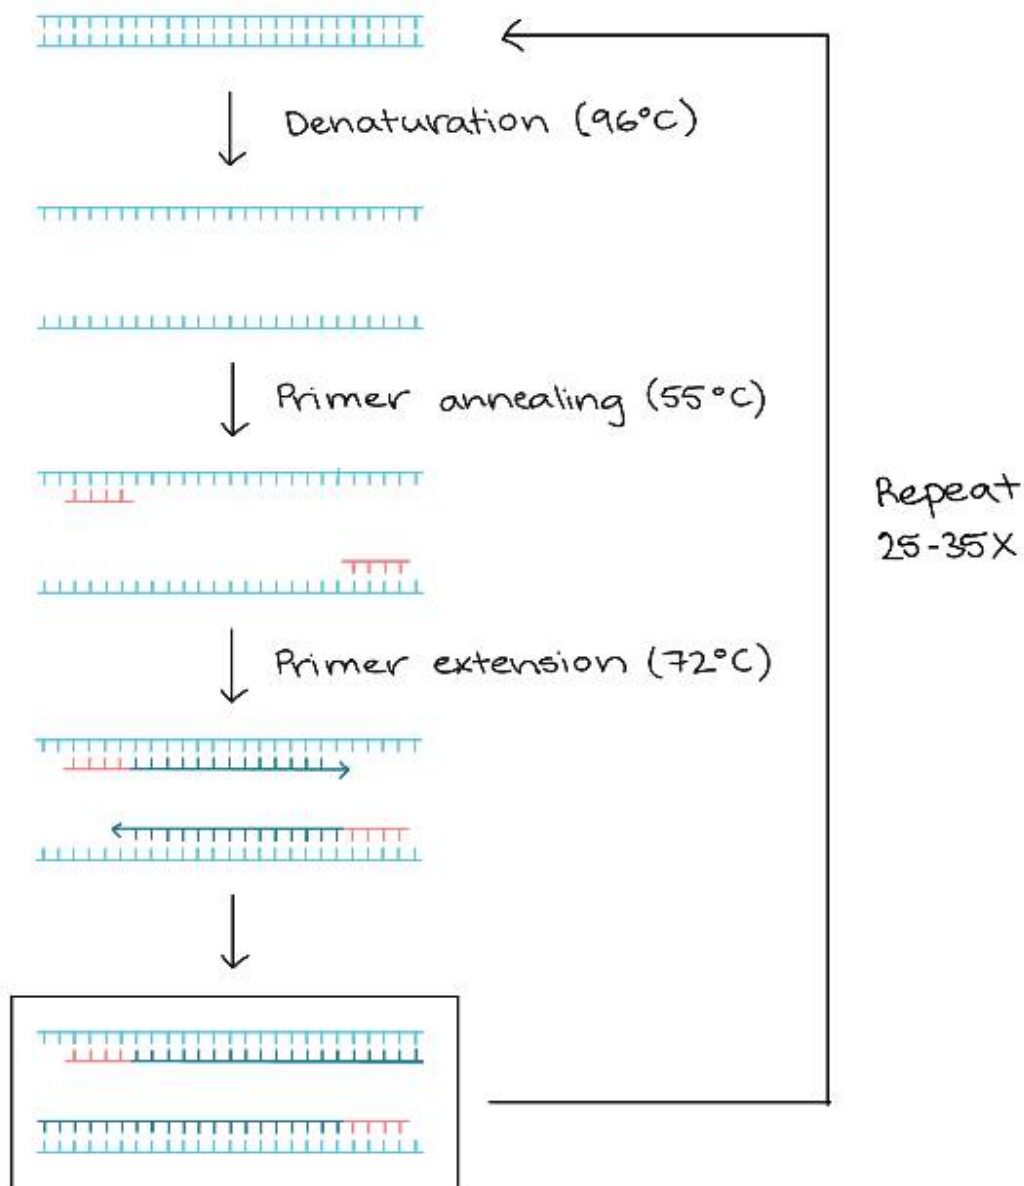 Denaturation (96°C)
Primer annealing (55°C)
Repeat
25-35X
Primer extension (72°C)